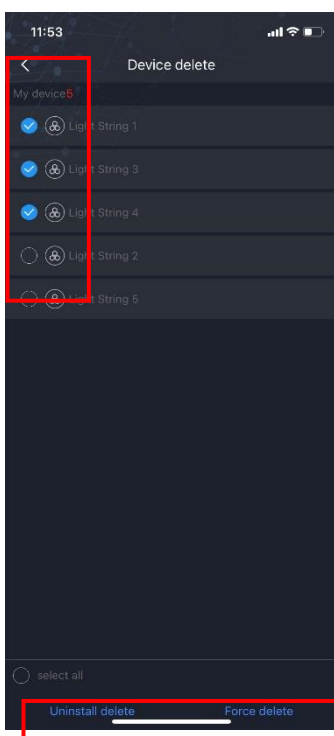 11:53
Device delete
My device5
Light String 1
Light String 3
Light String 4
Light String 2
Light String 5
select all
Uninstall delete Force delete